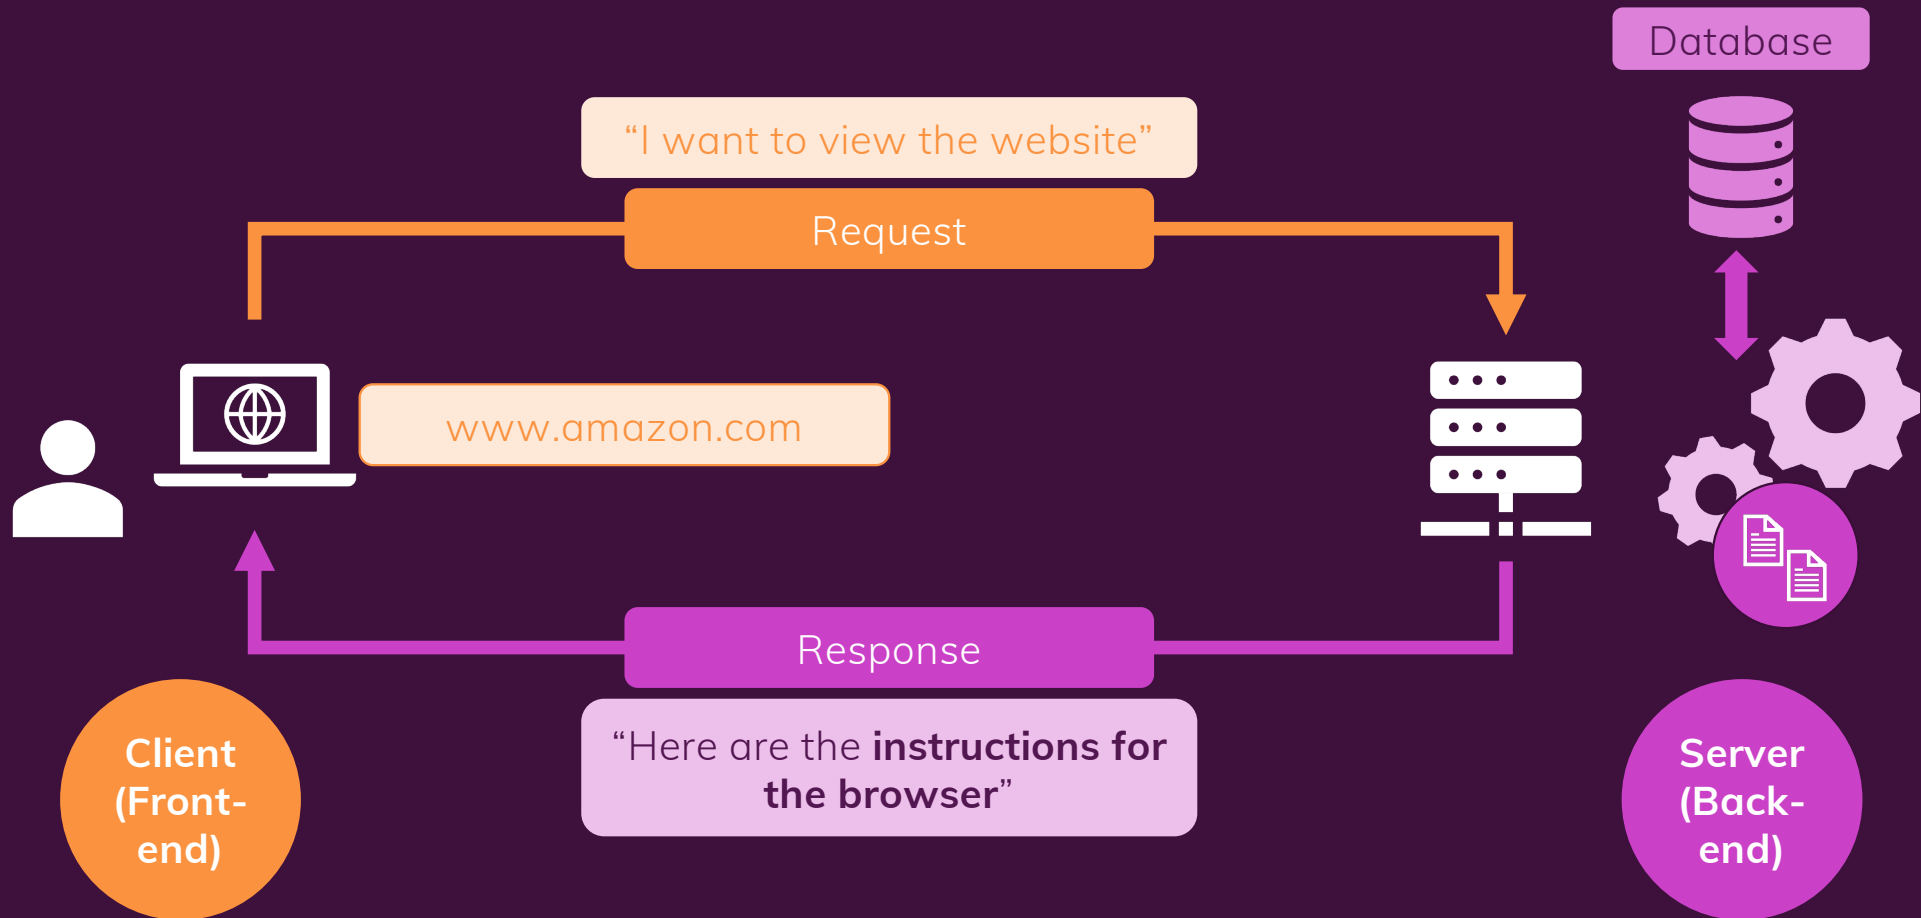 Database
“I want to view the website”
Request
www.amazon.com
Response
“Here are the instructions for
the browser”
Client
(Front-
end)
Server
(Back-
end)